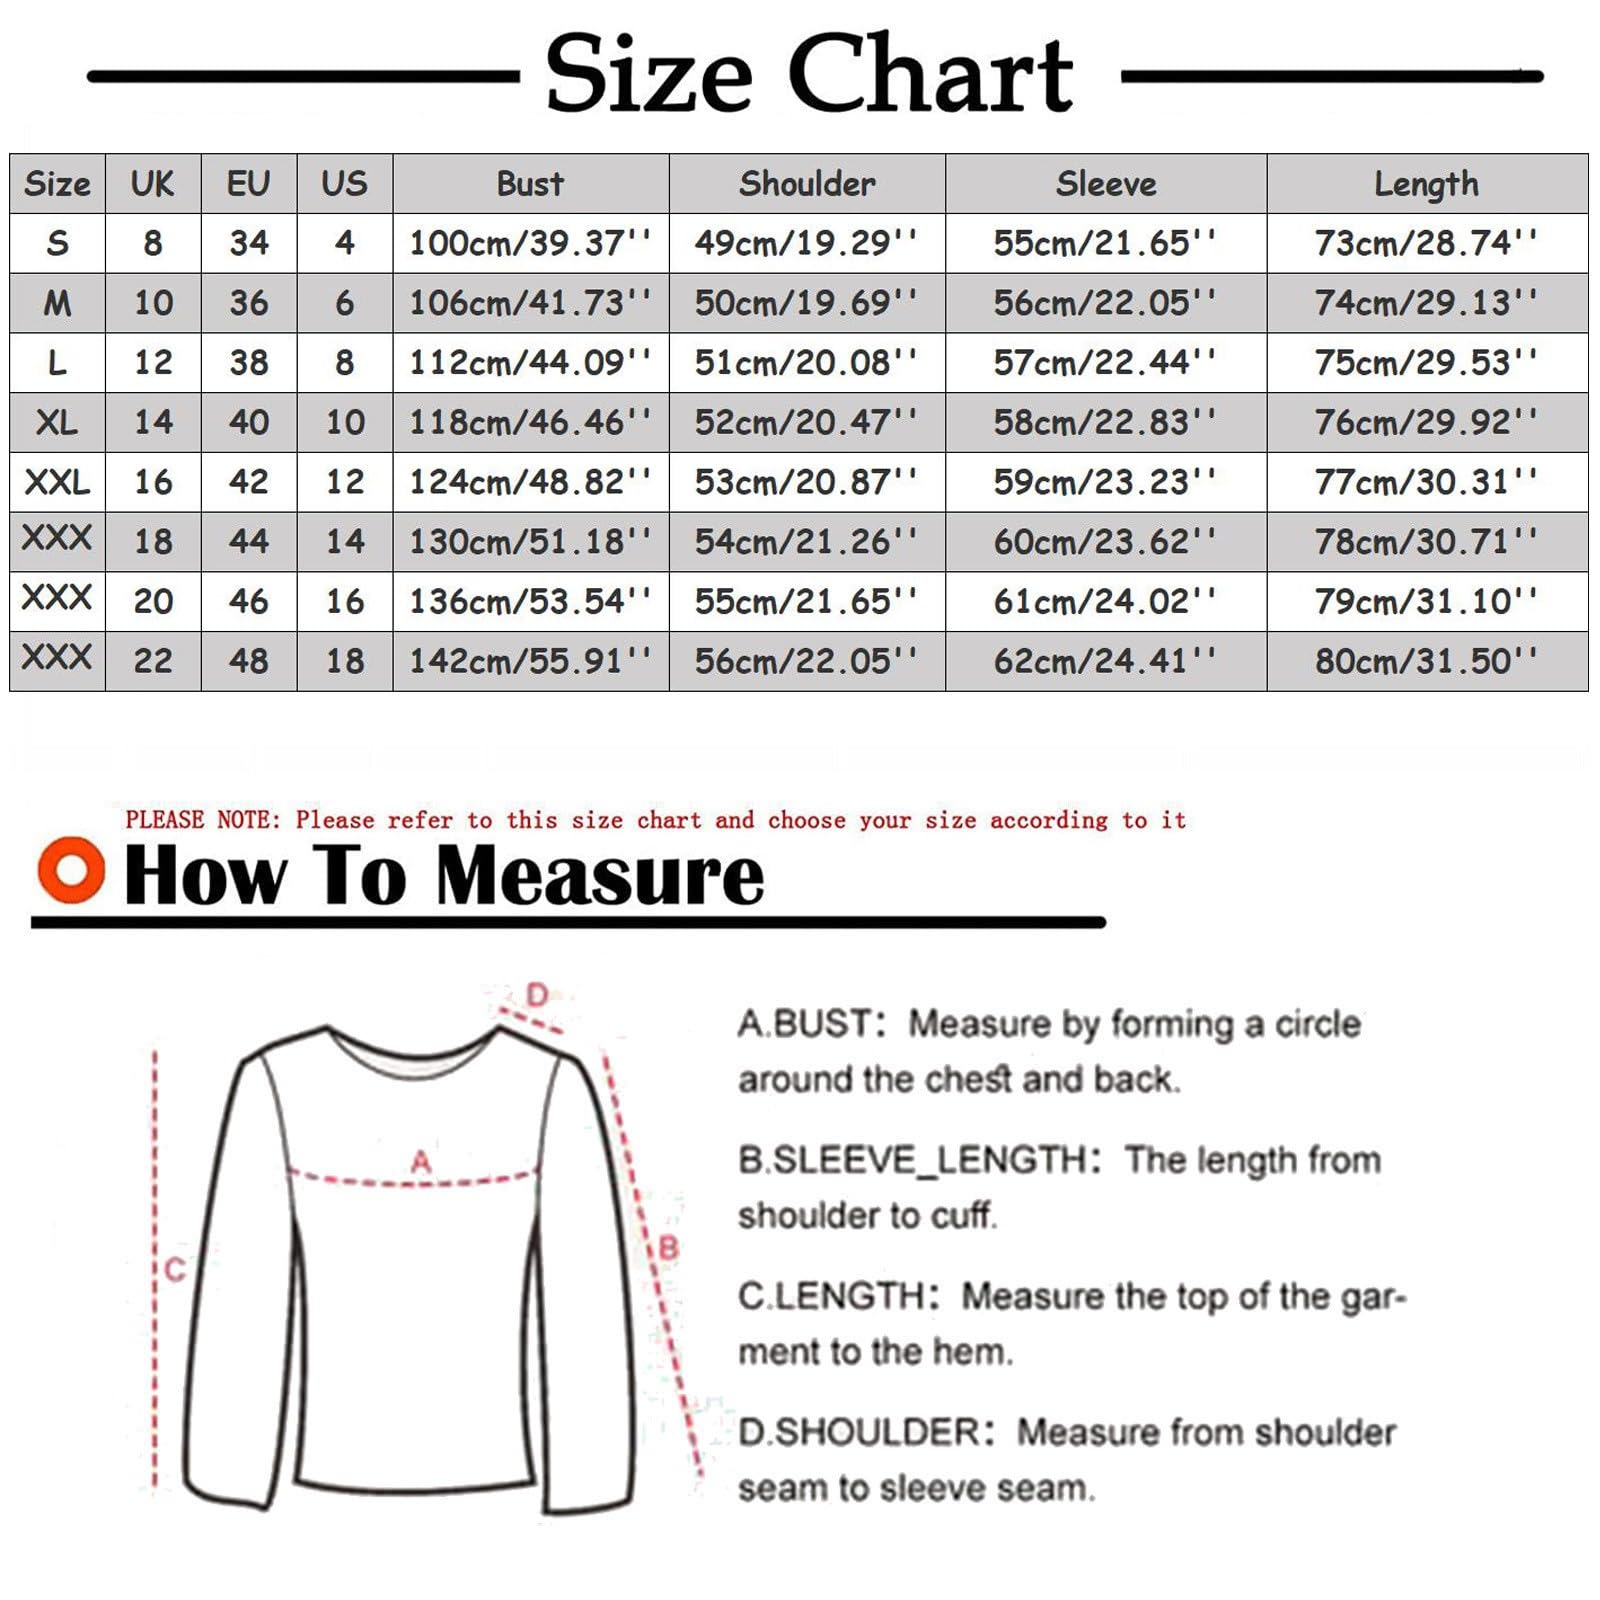 Size Chart
Size UK EU US Bust Shoulder Sleeve Length
S 8 34 4 100cm/39.37'' 49cm/19.29'' 55cm/21.65'' 73cm/28.74''
M 10 36 6 106cm/41.73'' 50cm/19.69'' 56cm/22.05'' 74cm/29.13''
L 12 38 8 112cm/44.09'' 51cm/20.08'' 57cm/22.44'' 75cm/29.53''
XL 14 40 10 118cm/46.46'' 52cm/20.47'' 58cm/22.83'' 76cm/29.92''
XXL 16 42 12 124cm/48.82'' 53cm/20.87'' 59cm/23.23'' 77cm/30.31''
XXX 18 44 14 130cm/51.18'' 54cm/21.26'' 60cm/23.62'' 78cm/30.71''
XXX 20 46 16 136cm/53.54'' 55cm/21.65'' 61cm/24.02'' 79cm/31.10''
XXX 22 48 18 142cm/55.91'' 56cm/22.05'' 62cm/24.41'' 80cm/31.50''
PLEASE NOTE: Please refer to this size chart and choose your size according to it
How To Measure
D
A
B
C
A.BUST: Measure by forming a circle
around the chest and back.
B.SLEEVE_LENGTH: The length from
shoulder to cuff.
C.LENGTH: Measure the top of the gar-
ment to the hem.
D.SHOULDER: Measure from shoulder
seam to sleeve seam.